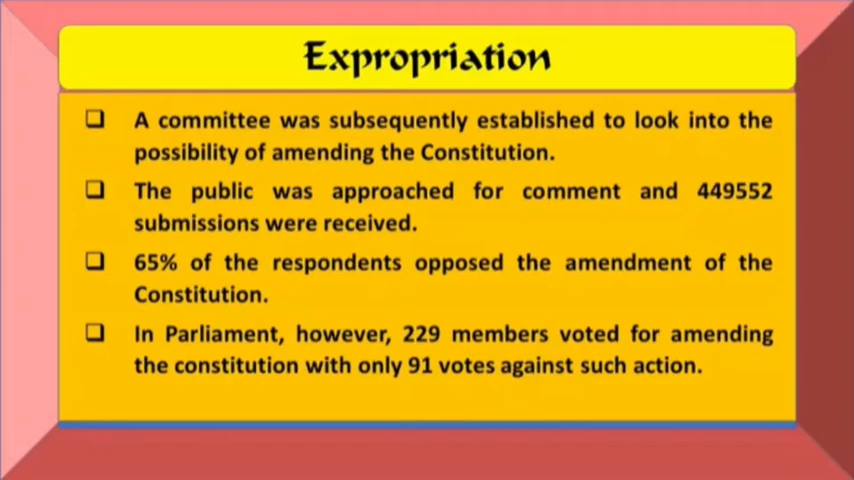 Expropriation
❑ A committee was subsequently established to look into the
possibility of amending the Constitution.
❑ The public was approached for comment and 449552
submissions were received.
❑ 65% of the respondents opposed the amendment of the
Constitution.
❑ In Parliament, however, 229 members voted for amending
the constitution with only 91 votes against such action.